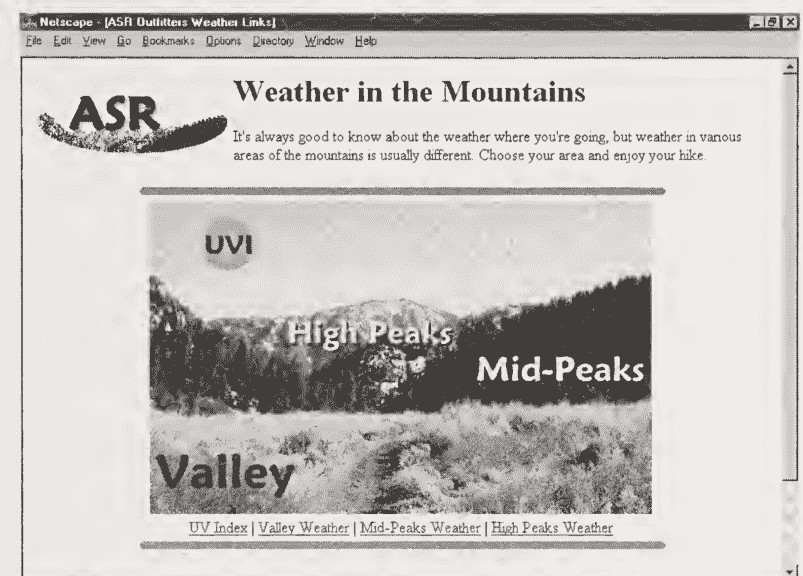 Netscape - [ASR Outfitters Weather Links]
File Edit View Go Bookmarks Options Directory Window Help
ASR
Weather in the Mountains
It's always good to know about the weather where you're going, but weather in various
areas of the mountains is usually different. Choose your area and enjoy your hike.
UVI
High Peaks
Mid-Peaks
Valley
UV Index | Valley Weather | Mid-Peaks Weather | High Peaks Weather